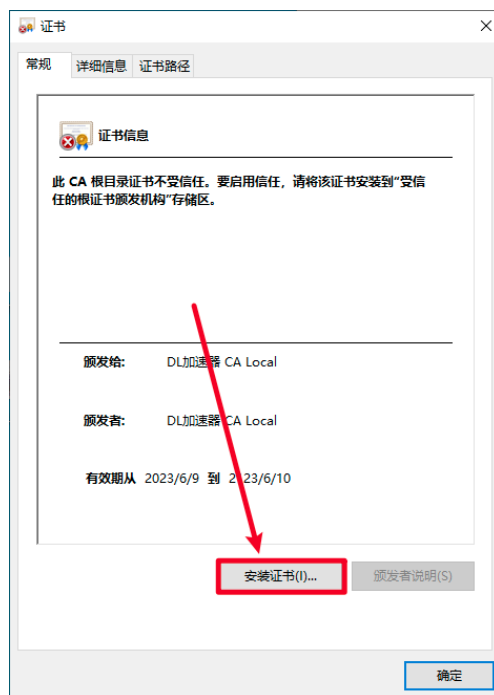 证书
常规 详细信息 证书路径
证书信息
此 CA 根目录证书不受信任。要启用信任，请将该证书安装到"受信
任的根证书颁发机构"存储区。
颁发给: DL加速器 CA Local
颁发者: DL加速器 CA Local
有效期从 2023/6/9 到 2023/6/10
安装证书(I)... 颁发者说明(S)
确定